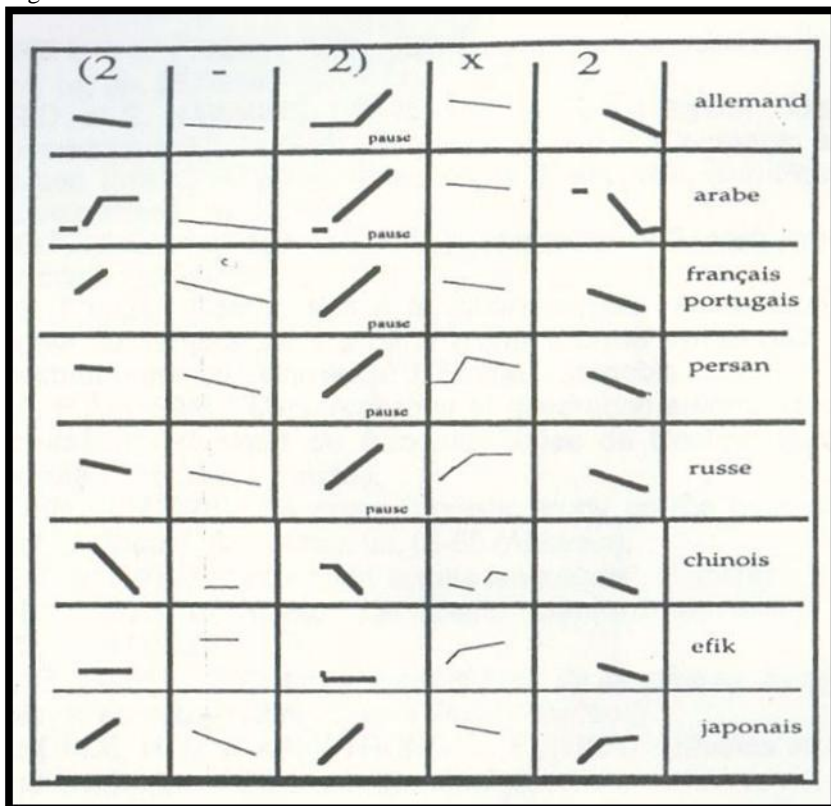 (2 - 2) x 2
allemand
pause
arabe
pause
français
portugais
pause
persan
pause
russe
pause
chinois
efik
japonais